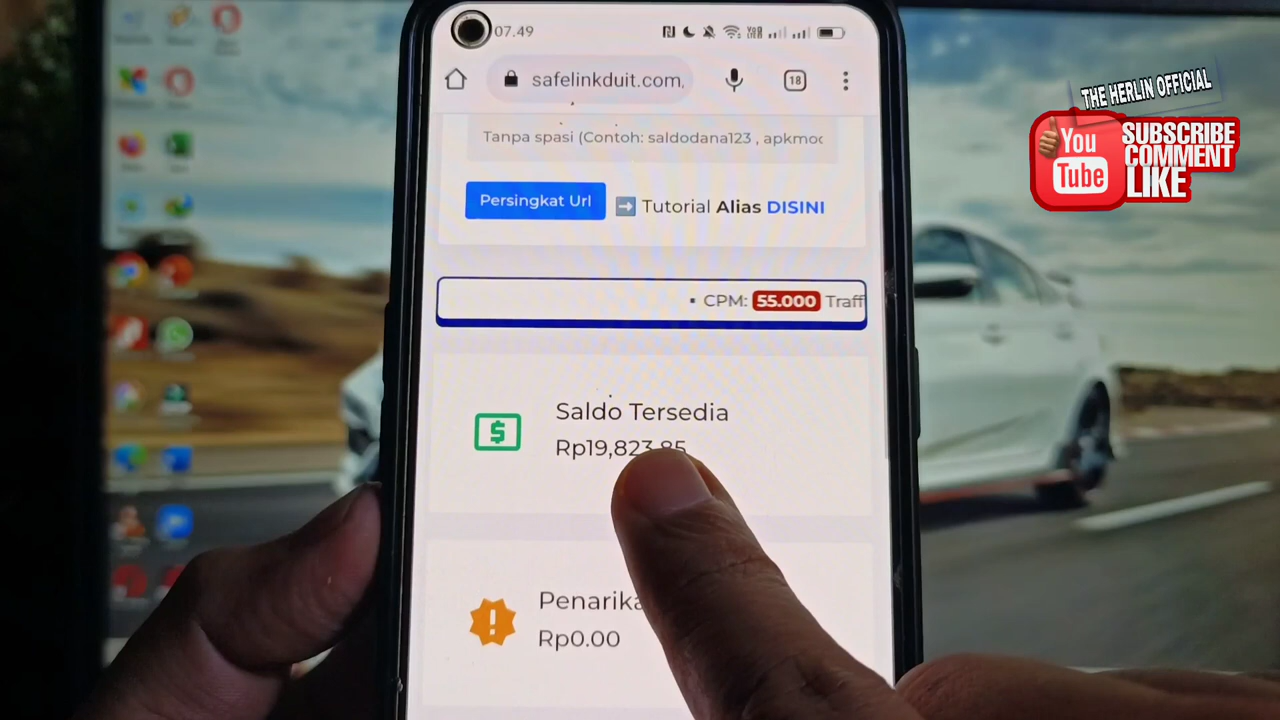 07.49
safelinkduit.com,
18
Tanpa spasi (Contoh: saldodana123 , apkmoc
Persingkat Url
Tutorial Alias DISINI
• CPM: 55.000 Traff
Saldo Tersedia
Rp19,823.85
Penarika
Rp0.00
THE HERLIN OFFICIAL
You
Tube
SUBSCRIBE
COMMENT
LIKE